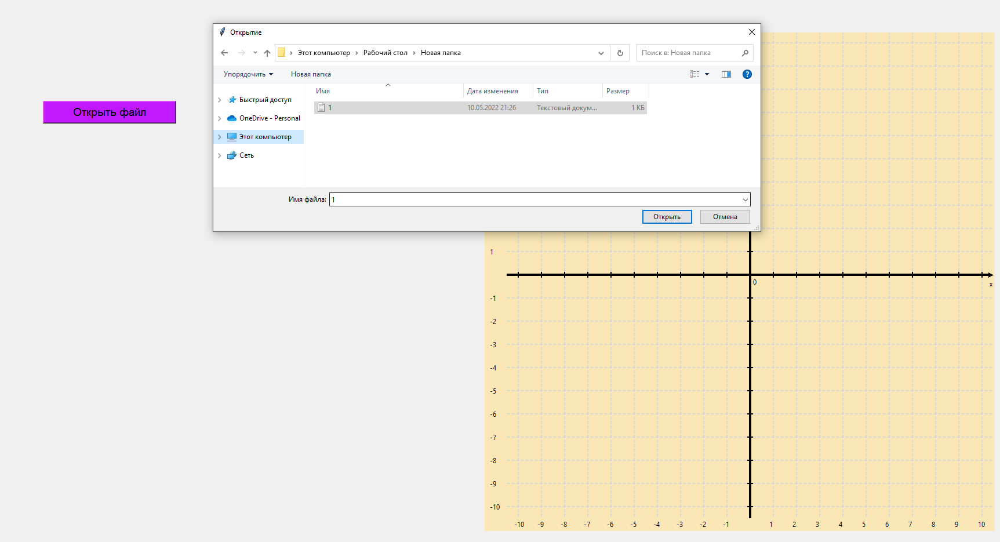 Открытие
Этот компьютер Рабочий стол Новая папка
Поиск в: Новая папка
Упорядочить Новая папка
Имя Дата изменения Тип Размер
Быстрый доступ
OneDrive - Personal
Этот компьютер
Сеть
1 10.05.2022 21:26 Текстовый докум... 1 КБ
Имя файла: 1
Открыть Отмена
Открыть файл
1
0
x
-1
-2
-3
-4
-5
-6
-7
-8
-9
-10
-10 -9 -8 -7 -6 -5 -4 -3 -2 -1 1 2 3 4 5 6 7 8 9 10